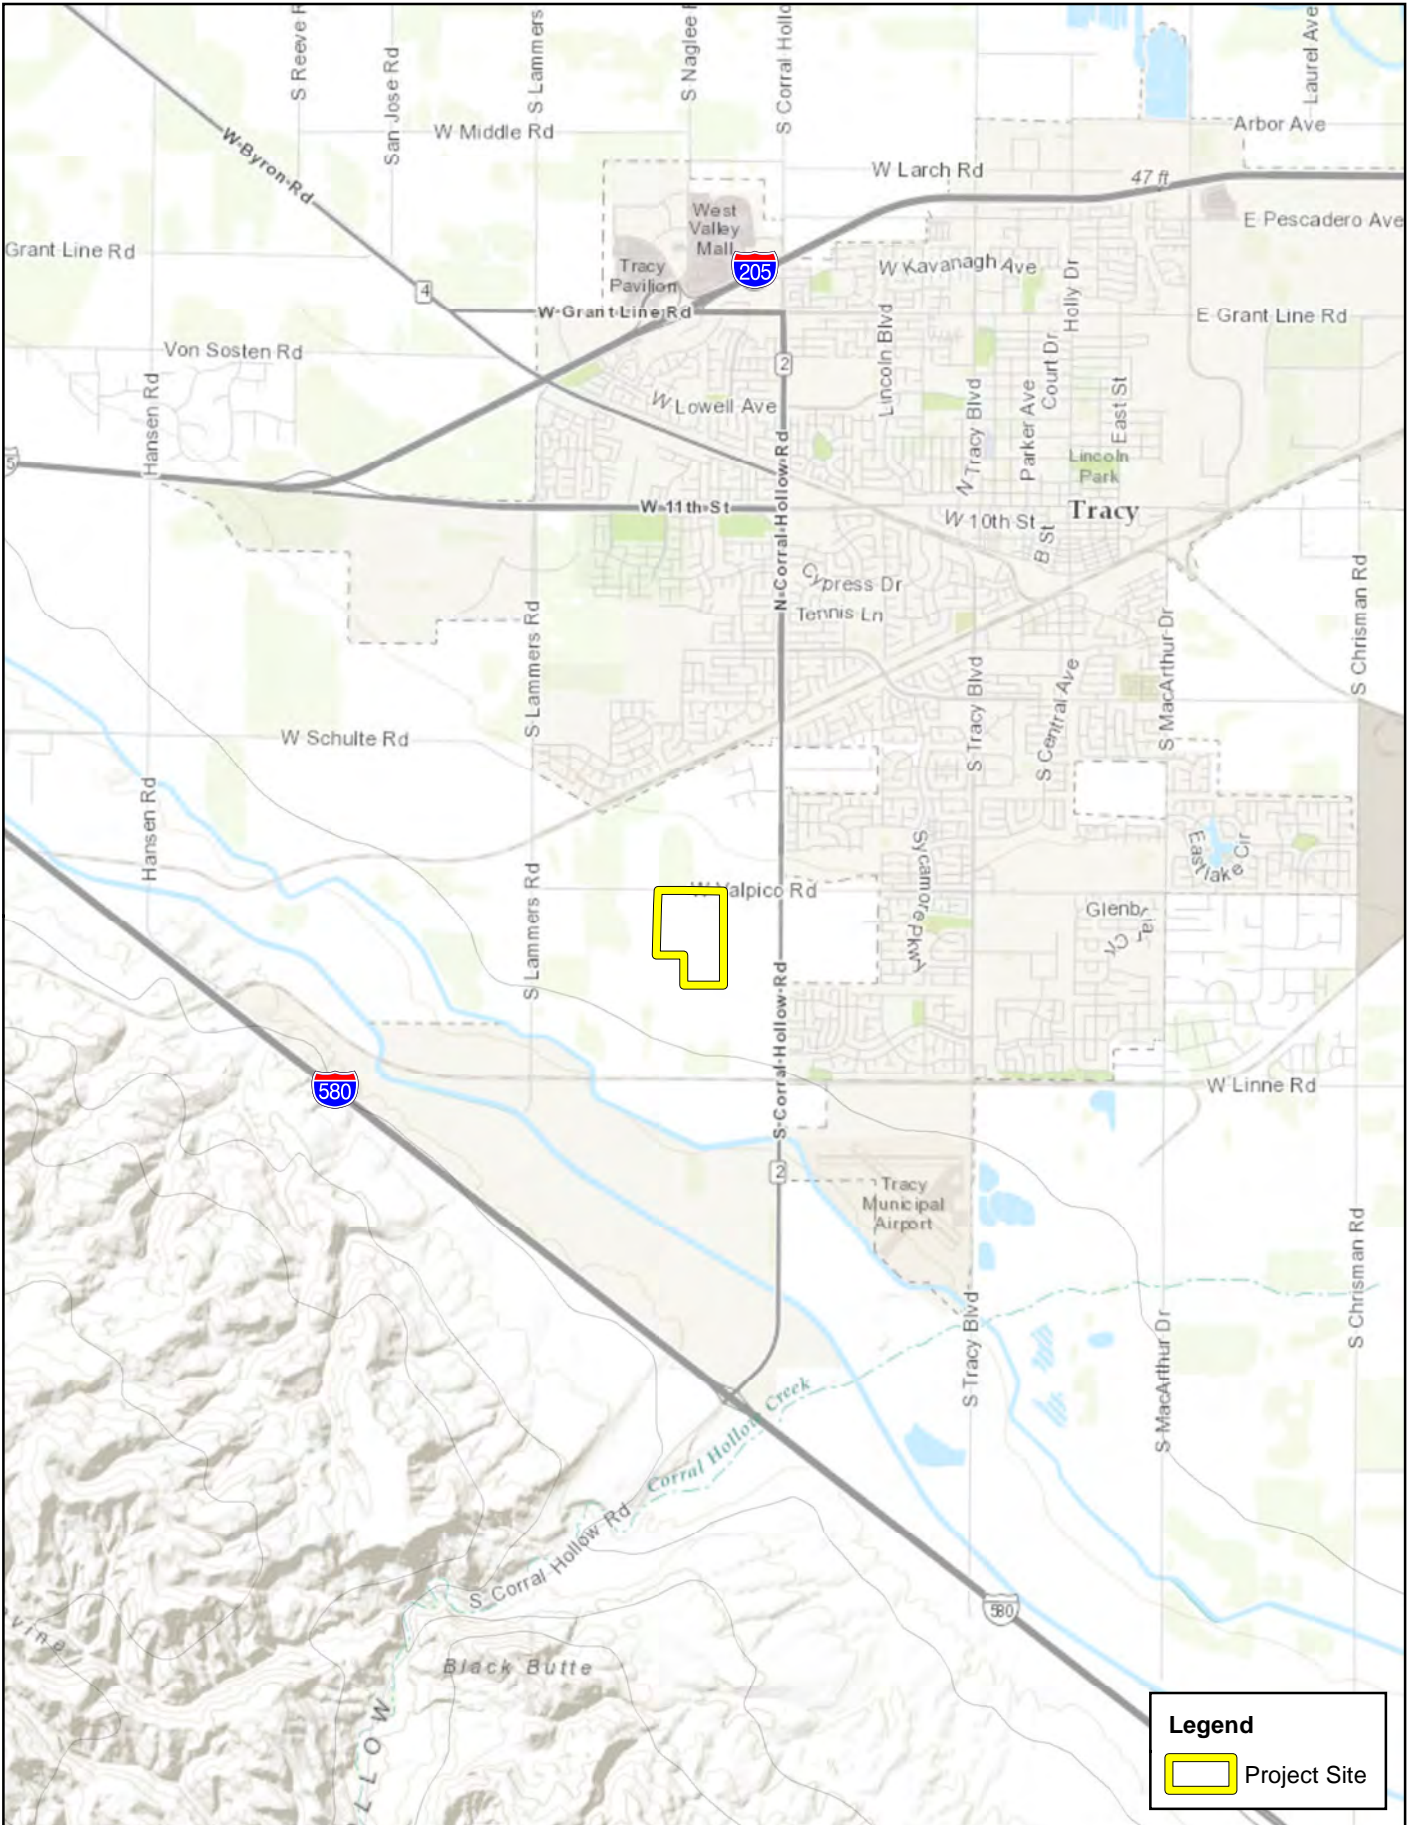 S Reeve R
San Jose Rd
S Lammers
S Naglee R
S Corral Hollo
Laurel Ave
W Byron Rd
W Middle Rd
Arbor Ave
W Larch Rd
47 ft
West
Valley
Mall
E Pescadero Ave
Grant Line Rd
Tracy
Pavilion
205
W Kavanagh Ave
Holly Dr
4
W Grant Line Rd
E Grant Line Rd
Von Sosten Rd
2
Lincoln Blvd
Court Dr
Hansen Rd
W Lowell Ave
N Tracy Blvd
Parker Ave
East St
N Corral Hollow Rd
Lincoln
Park
5
W 11th St
W 10th St
Tracy
B St
Cypress Dr
Tennis Ln
S Lammers Rd
S MacArthur Dr
S Chrisman Rd
W Schulte Rd
S Tracy Blvd
S Central Ave
Hansen Rd
Sycamore Pkwy
Eastlake Cir
S Lammers Rd
W Valpico Rd
Glenbriar Cir
S Corral Hollow Rd
580
W Linne Rd
2
Tracy
Municipal
Airport
S Chrisman Rd
S Tracy Blvd
S MacArthur Dr
Corral Hollow Creek
S Corral Hollow Rd
580
vine
Black Butte
LLOW
Legend
Project Site